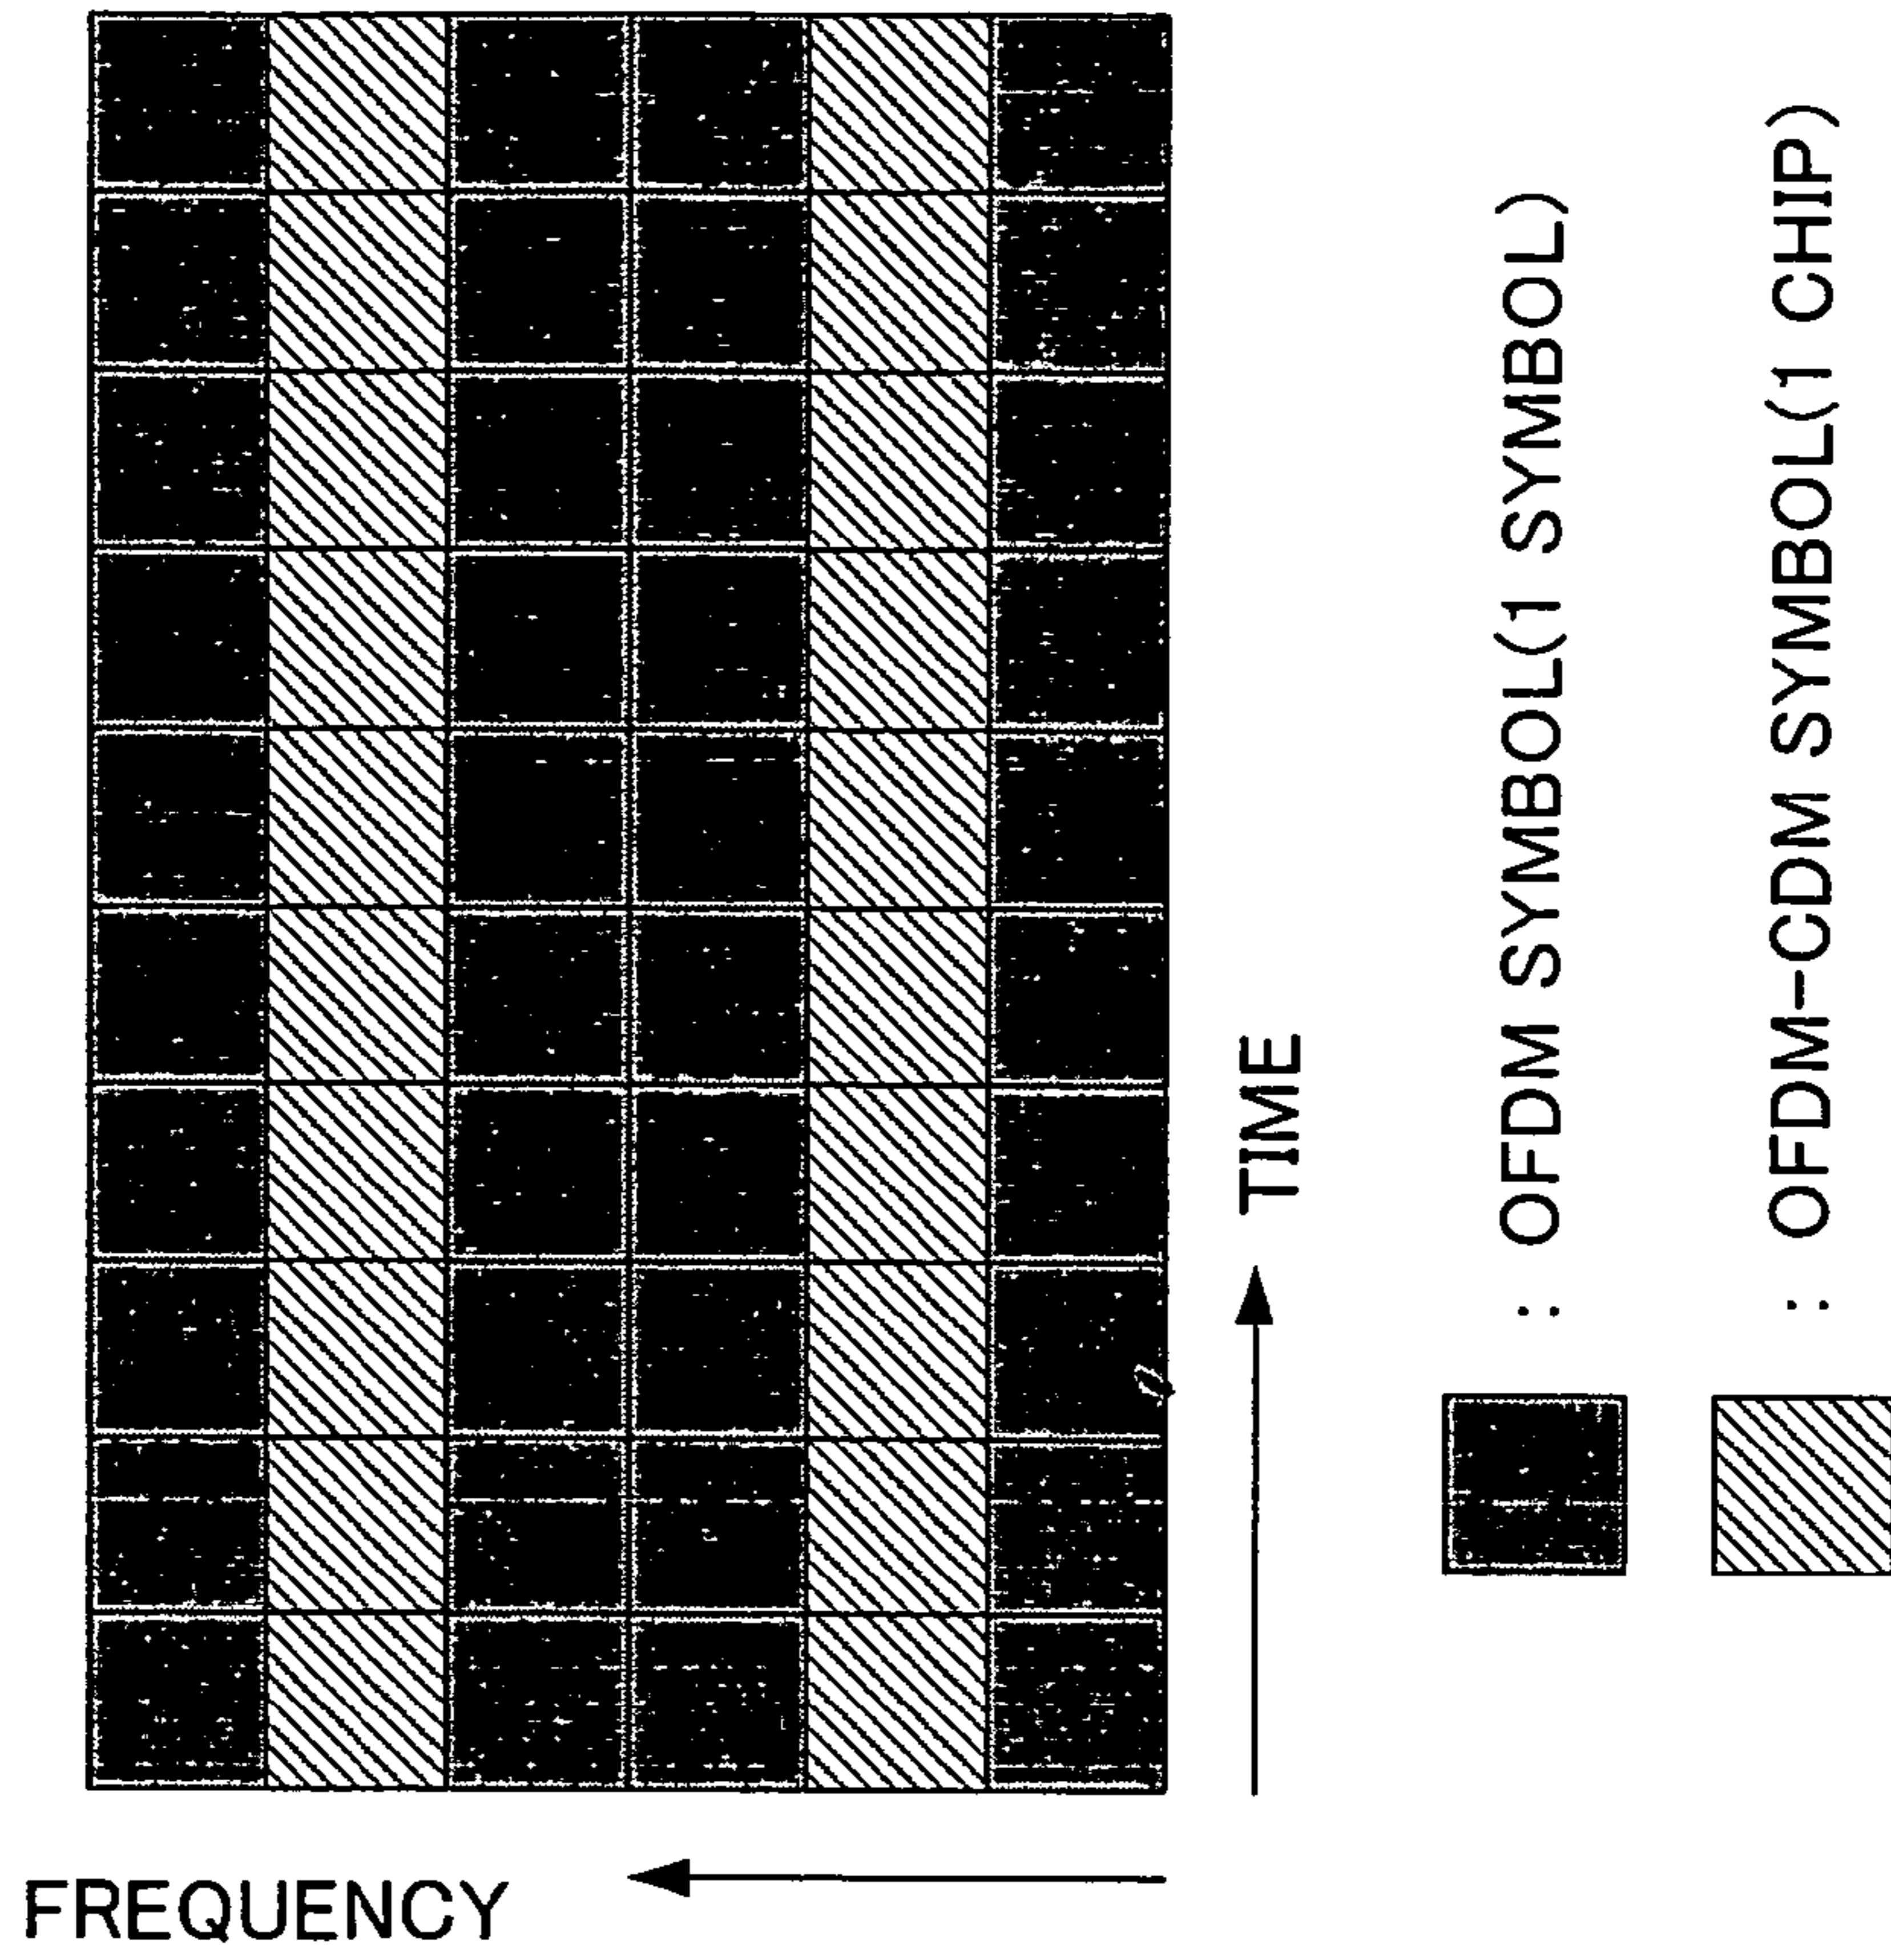 FREQUENCY
TIME
: OFDM SYMBOL(1 SYMBOL)
: OFDM-CDM SYMBOL(1 CHIP)